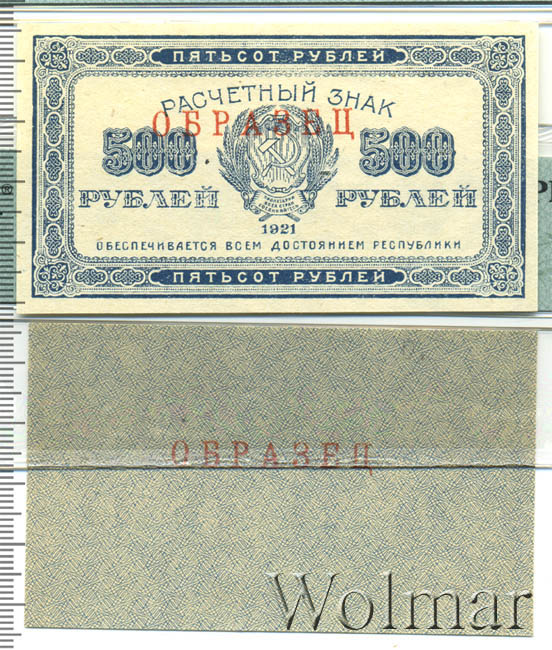 ПЯТЬСОТ РУБЛЕЙ
РАСЧЕТНЫЙ ЗНАК
ОБРАЗЕЦ
500 500
РУБЛЕЙ РУБЛЕЙ
1921
ОБЕСПЕЧИВАЕТСЯ ВСЕМ ДОСТОЯНИЕМ РЕСПУБЛИКИ
ПЯТЬСОТ РУБЛЕЙ
ОБРАЗЕЦ
Wolmar